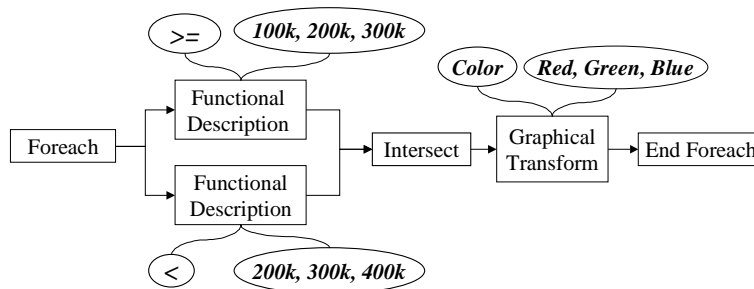 >=
100k, 200k, 300k
Color
Red, Green, Blue
Functional
Description
Foreach
Intersect
Graphical
Transform
End Foreach
Functional
Description
<
200k, 300k, 400k